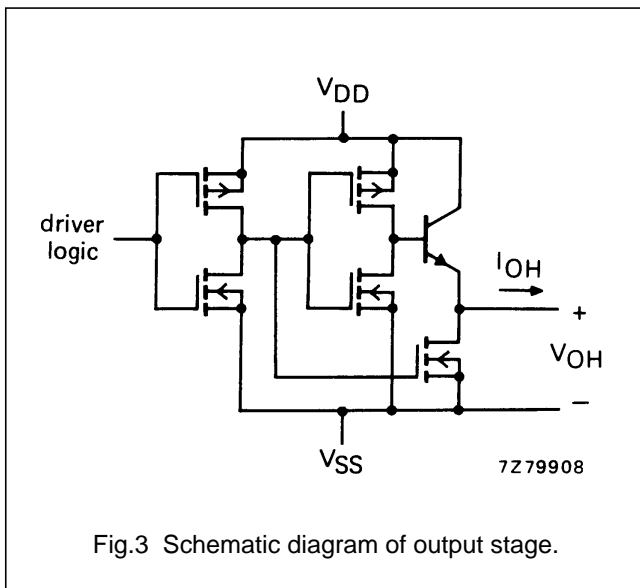 VDD
driver
logic
IOH
+
VOH
−
VSS
7Z79908
Fig.3 Schematic diagram of output stage.